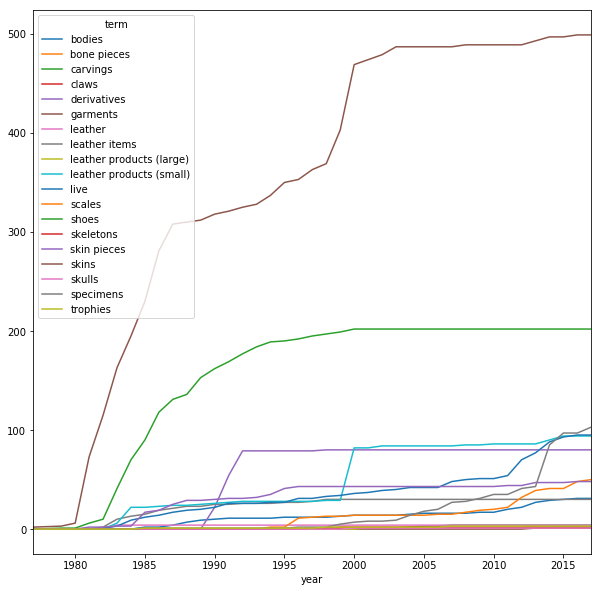 term
bodies
bone pieces
carvings
claws
derivatives
garments
leather
leather items
leather products (large)
leather products (small)
live
scales
shoes
skeletons
skin pieces
skins
skulls
specimens
trophies
500
400
300
200
100
0
1980 1985 1990 1995 2000 2005 2010 2015
year